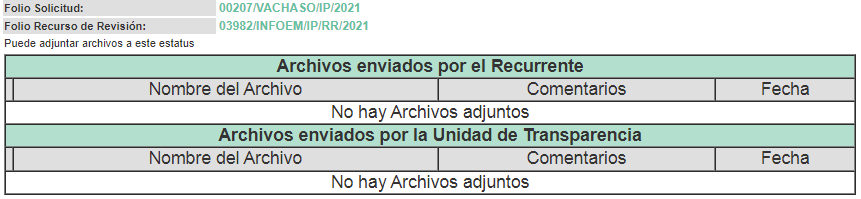 Folio Solicitud: 00207/VACHASO/IP/2021
Folio Recurso de Revisión: 03982/INFOEM/IP/RR/2021
Puede adjuntar archivos a este estatus
Archivos enviados por el Recurrente
Nombre del Archivo Comentarios Fecha
No hay Archivos adjuntos
Archivos enviados por la Unidad de Transparencia
Nombre del Archivo Comentarios Fecha
No hay Archivos adjuntos